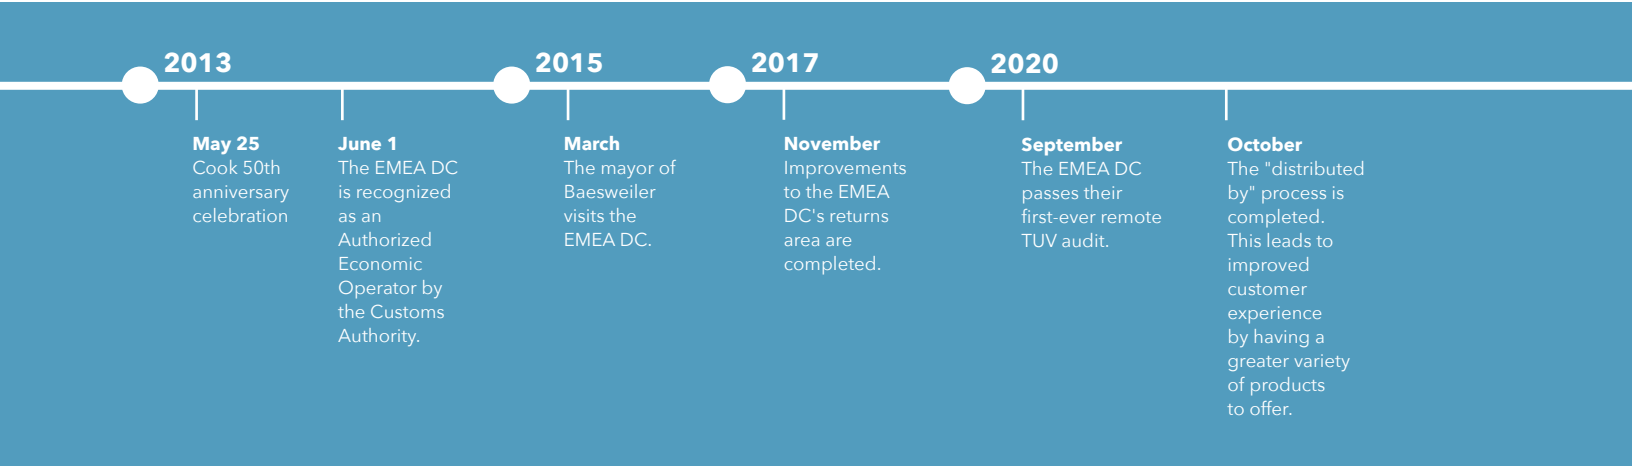 2013
May 25
Cook 50th
anniversary
celebration
June 1
The EMEA DC
is recognized
as an
Authorized
Economic
Operator by
the Customs
Authority.
2015
March
The mayor of
Baesweiler
visits the
EMEA DC.
2017
November
Improvements
to the EMEA
DC's returns
area are
completed.
2020
September
The EMEA DC
passes their
first-ever remote
TUV audit.
October
The "distributed
by" process is
completed.
This leads to
improved
customer
experience
by having a
greater variety
of products
to offer.